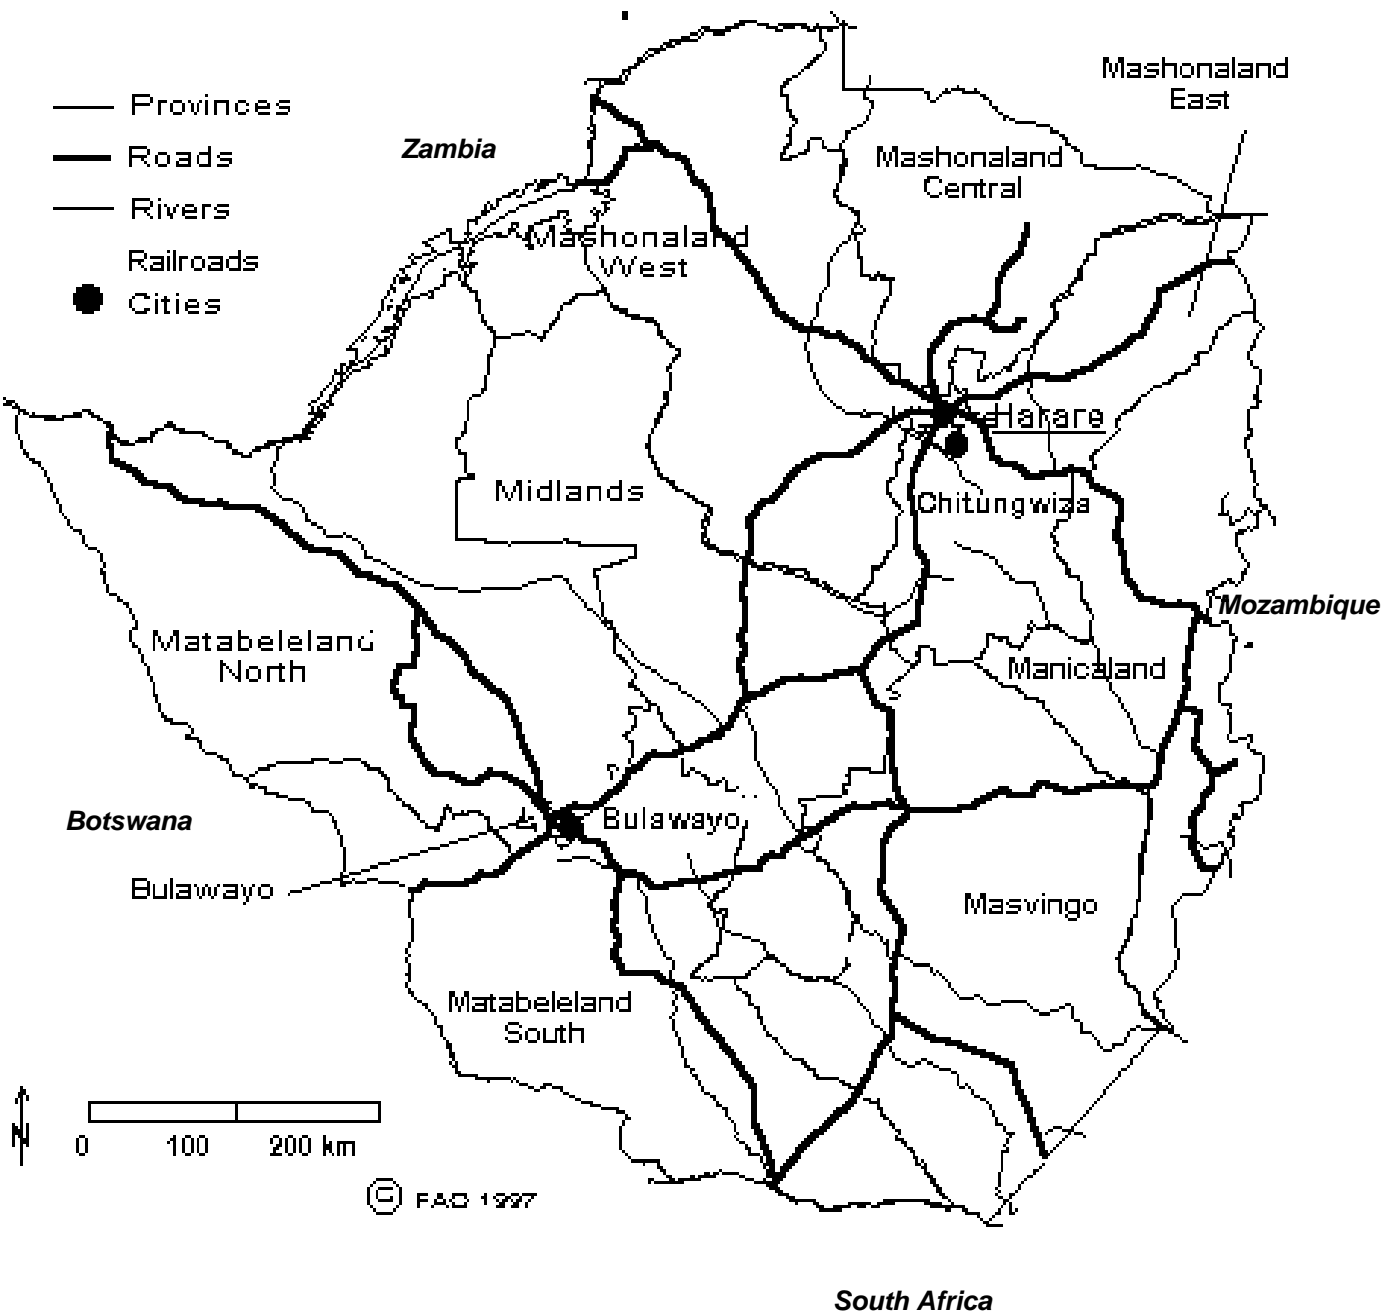 Mashonaland
East
Provinces
Roads
Zambia
Mashonaland
Central
Rivers
Mashonaland
West
Railroads
Cities
Harare
Midlands
Chitungwiza
Mozambique
Matabeleland
North
Manicaland
Botswana
Bulawayo
Bulawayo
Masvingo
Matabeleland
South
N
0 100 200 km
© FAO 1997
South Africa